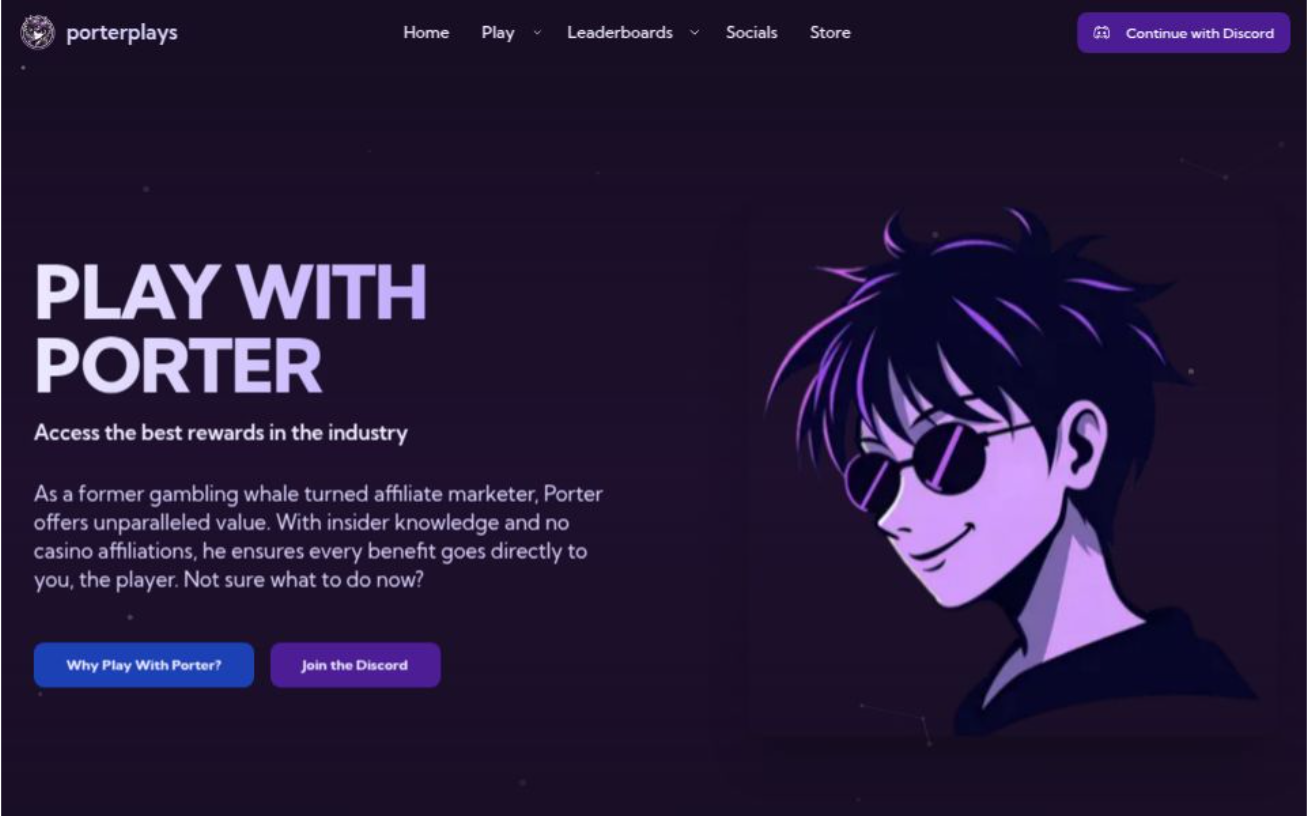 porterplays
Home
Play
Leaderboards
Socials
Store
Continue with Discord
PLAY WITH
PORTER
Access the best rewards in the industry
As a former gambling whale turned affiliate marketer, Porter
offers unparalleled value. With insider knowledge and no
casino affiliations, he ensures every benefit goes directly to
you, the player. Not sure what to do now?
Why Play With Porter?
Join the Discord